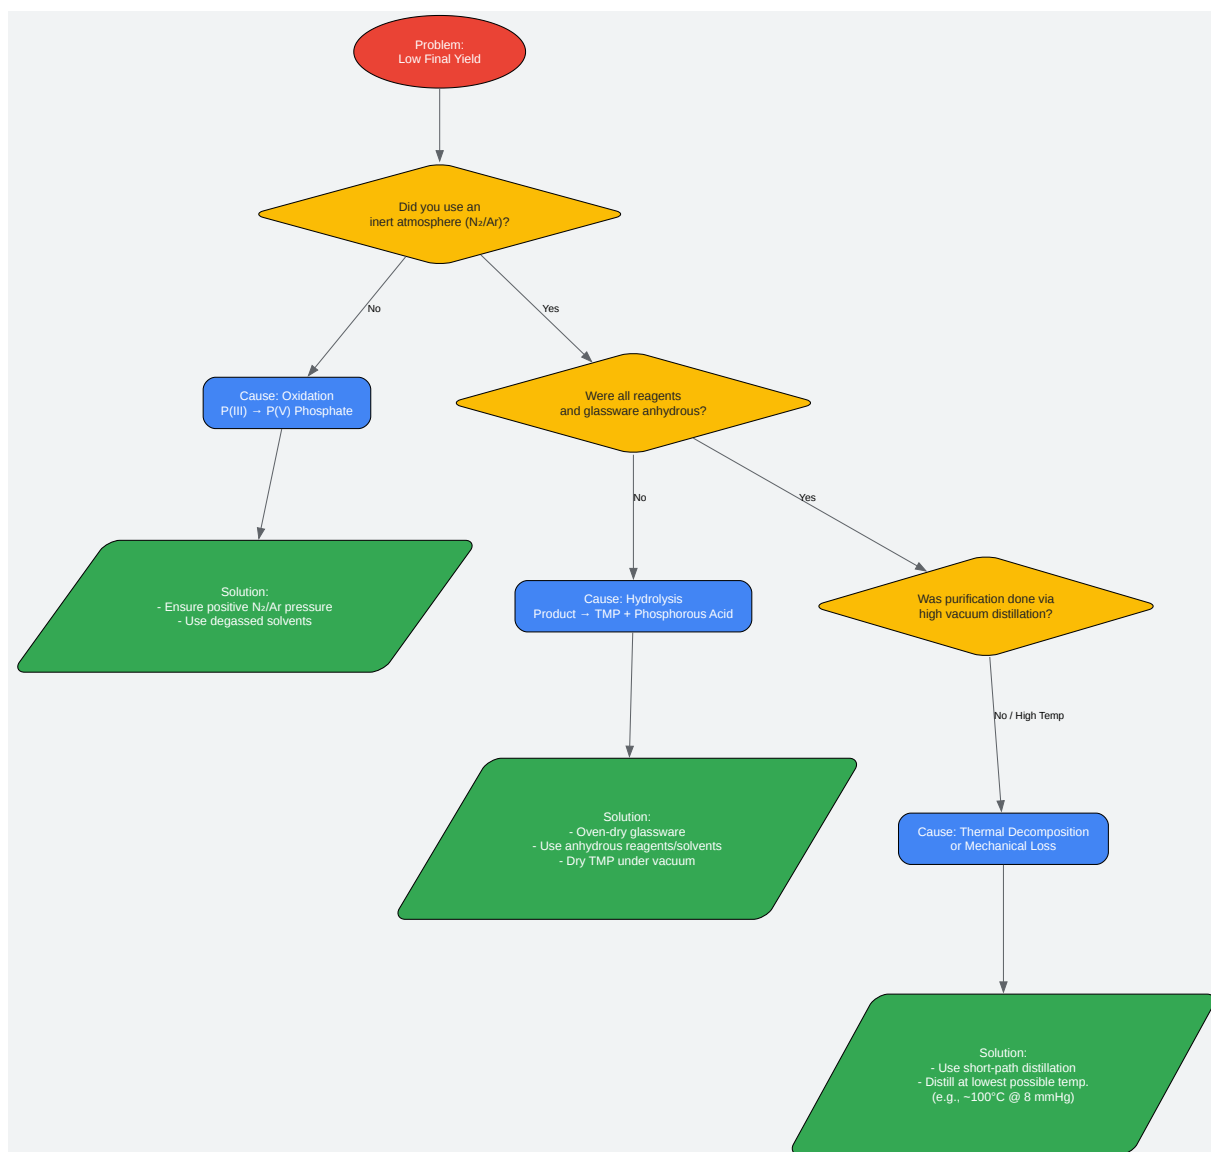 Problem:
Low Final Yield
Did you use an
inert atmosphere (N₂/Ar)?
No
Yes
Cause: Oxidation
P(III) → P(V) Phosphate
Were all reagents
and glassware anhydrous?
No
Yes
Solution:
- Ensure positive N₂/Ar pressure
- Use degassed solvents
Cause: Hydrolysis
Product → TMP + Phosphorous Acid
Was purification done via
high vacuum distillation?
No / High Temp
Solution:
- Oven-dry glassware
- Use anhydrous reagents/solvents
- Dry TMP under vacuum
Cause: Thermal Decomposition
or Mechanical Loss
Solution:
- Use short-path distillation
- Distill at lowest possible temp.
(e.g., ~100°C @ 8 mmHg)